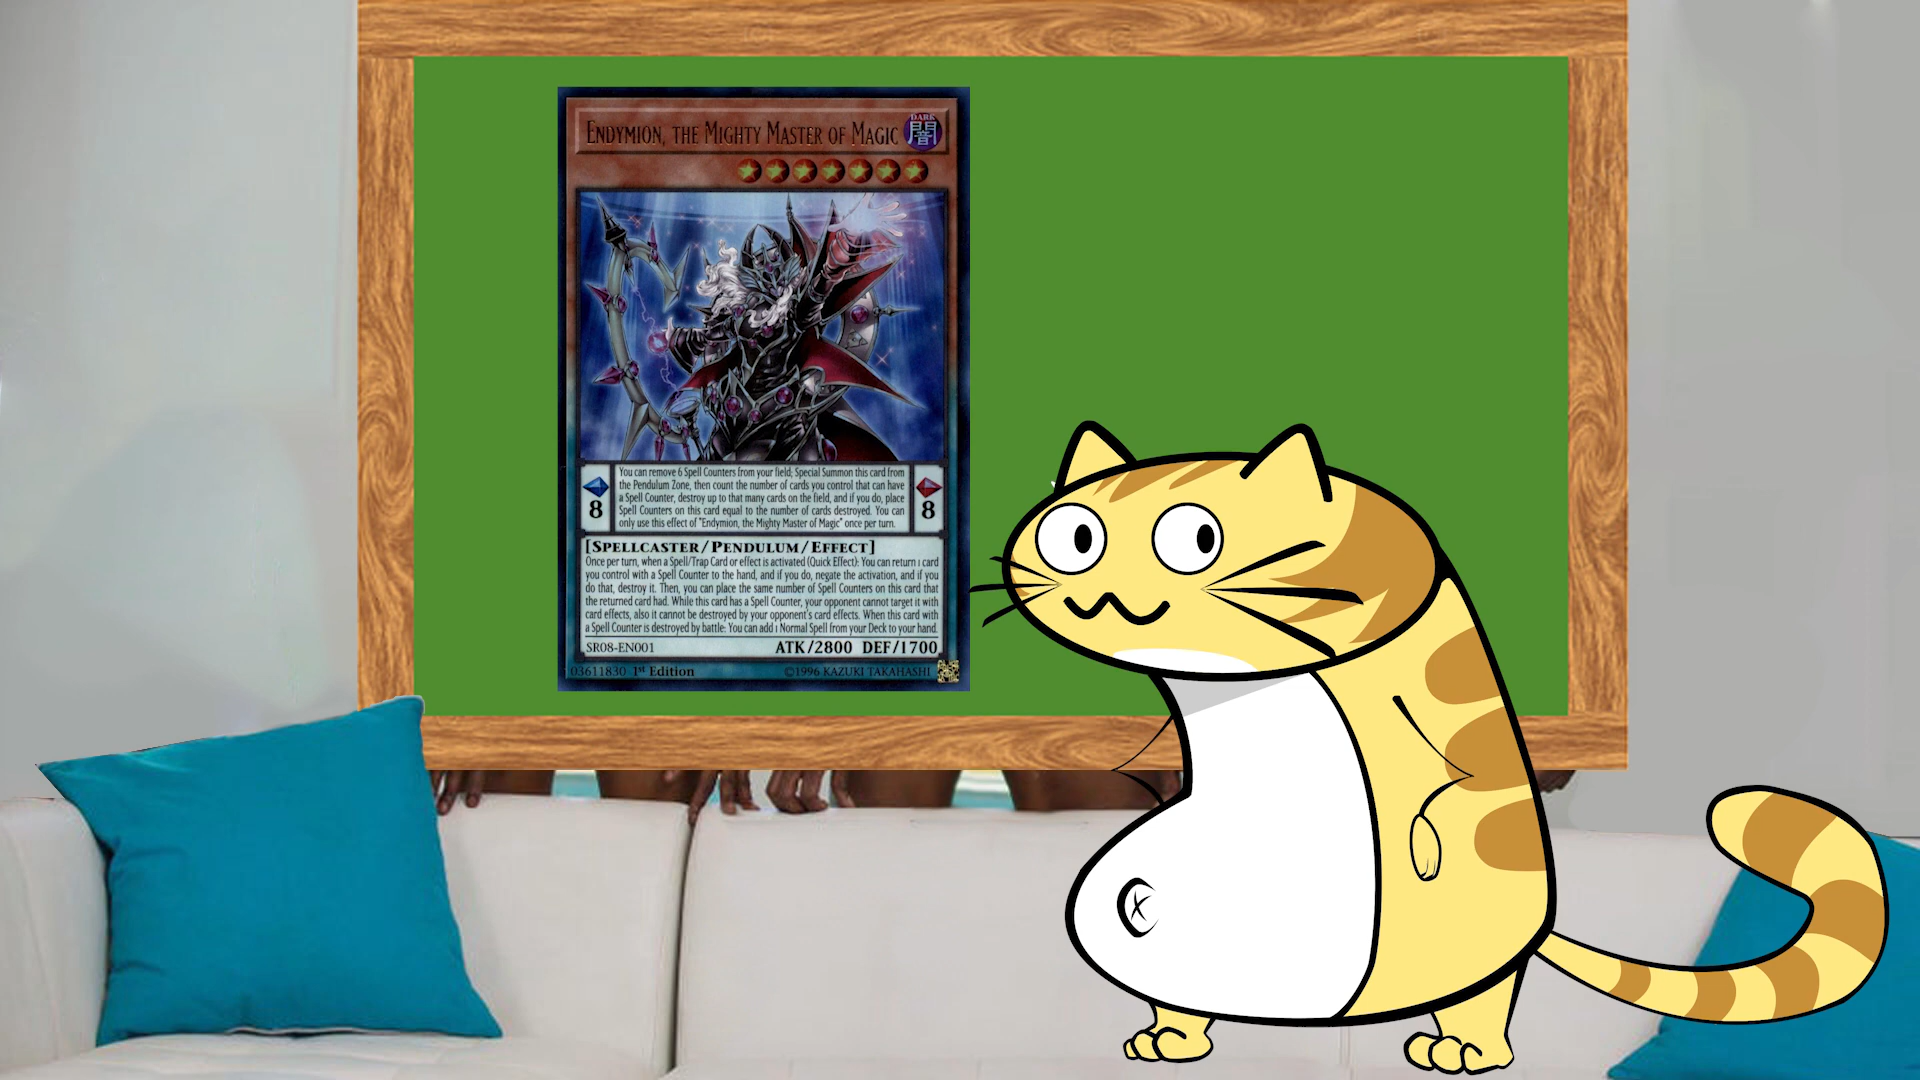 ENDYMION, THE MIGHTY MASTER OF MAGIC
DARK
闇
You can remove 6 Spell Counters from your field; Special Summon this card from
the Pendulum Zone, then count the number of cards you control that can have
a Spell Counter, destroy up to that many cards on the field, and if you do, place
Spell Counters on this card equal to the number of cards destroyed. You can
only use this effect of "Endymion, the Mighty Master of Magic" once per turn.
8
8
[SPELLCASTER/PENDULUM/EFFECT]
Once per turn, when a Spell/Trap Card or effect is activated (Quick Effect): You can return 1 card
you control with a Spell Counter to the hand, and if you do, negate the activation, and if you
do that, destroy it. Then, you can place the same number of Spell Counters on this card that
the returned card had. While this card has a Spell Counter, your opponent cannot target it with
card effects, also it cannot be destroyed by your opponent's card effects. When this card with
a Spell Counter is destroyed by battle: You can add 1 Normal Spell from your Deck to your hand.
SR08-EN001
ATK/2800 DEF/1700
03611830 1st Edition
©1996 KAZUKI TAKAHASHI